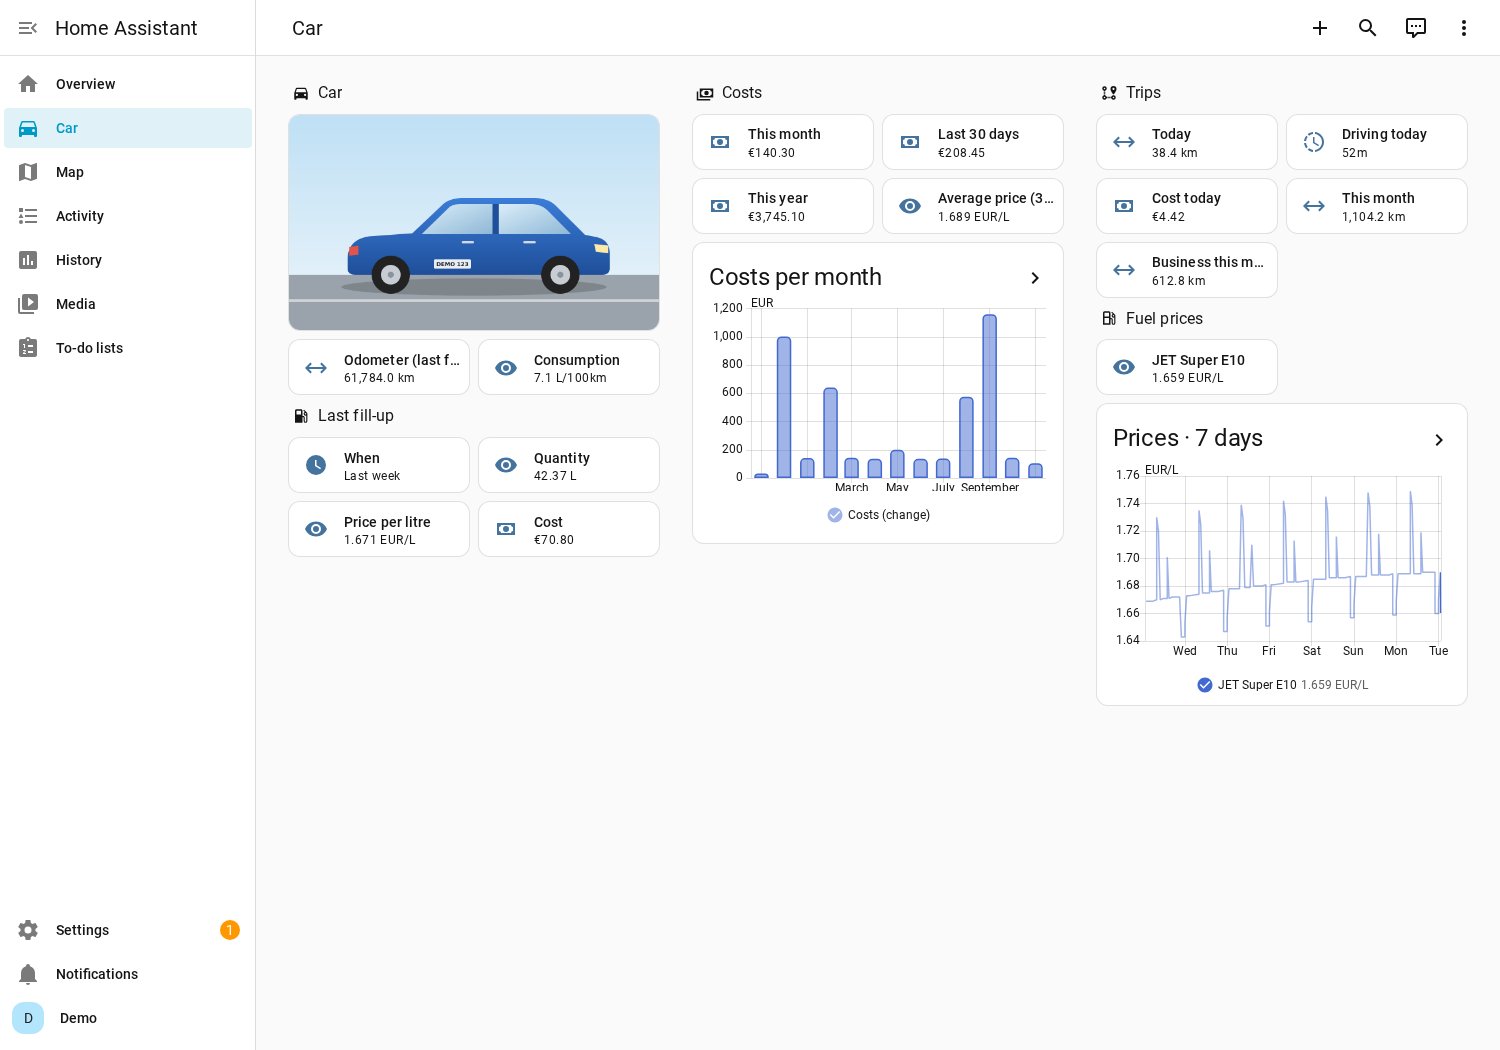 Home Assistant
Overview
Car
Map
Activity
History
Media
To-do lists
Settings
1
Notifications
D
Demo
Car
Car
DEMO 123
Odometer (last f...
61,784.0 km
Consumption
7.1 L/100km
Last fill-up
When
Last week
Quantity
42.37 L
Price per litre
1.671 EUR/L
Cost
€70.80
Costs
This month
€140.30
Last 30 days
€208.45
This year
€3,745.10
Average price (3...
1.689 EUR/L
Costs per month
EUR
1,200
1,000
800
600
400
200
0
March May July September
Costs (change)
Trips
Today
38.4 km
Driving today
52m
Cost today
€4.42
This month
1,104.2 km
Business this m...
612.8 km
Fuel prices
JET Super E10
1.659 EUR/L
Prices · 7 days
EUR/L
1.76
1.74
1.72
1.70
1.68
1.66
1.64
Wed Thu Fri Sat Sun Mon Tue
JET Super E10 1.659 EUR/L